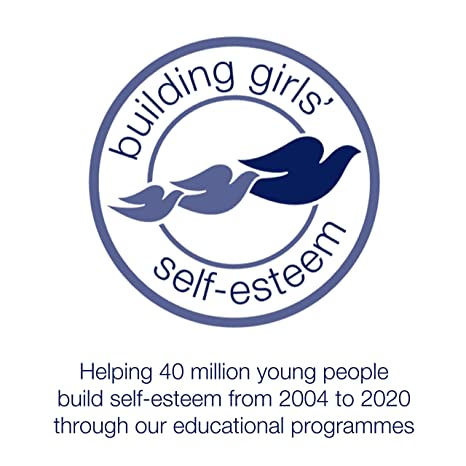 building girls'
self-esteem
Helping 40 million young people
build self-esteem from 2004 to 2020
through our educational programmes